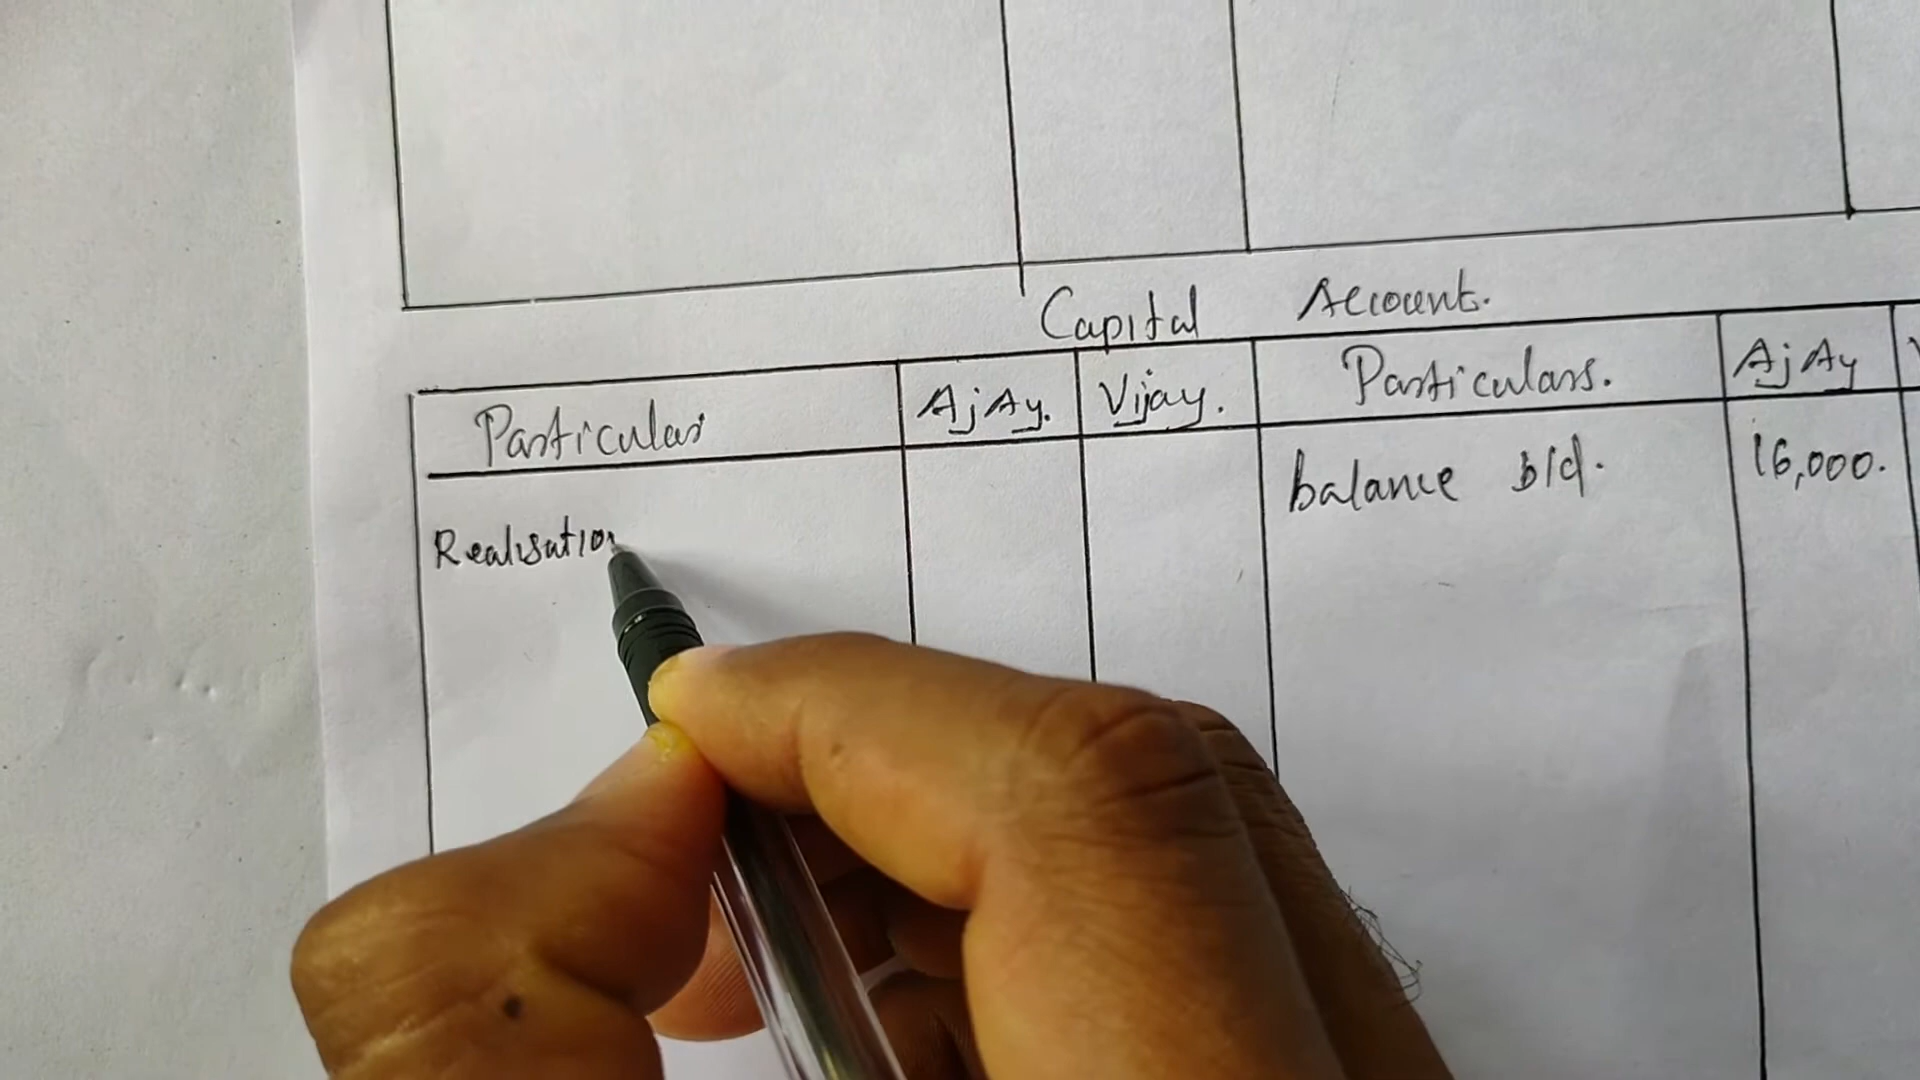 Capital Account.
Particulars AjAy. Vijay. Particulars. AjAy
balance b/d. 16,000.
Realisation